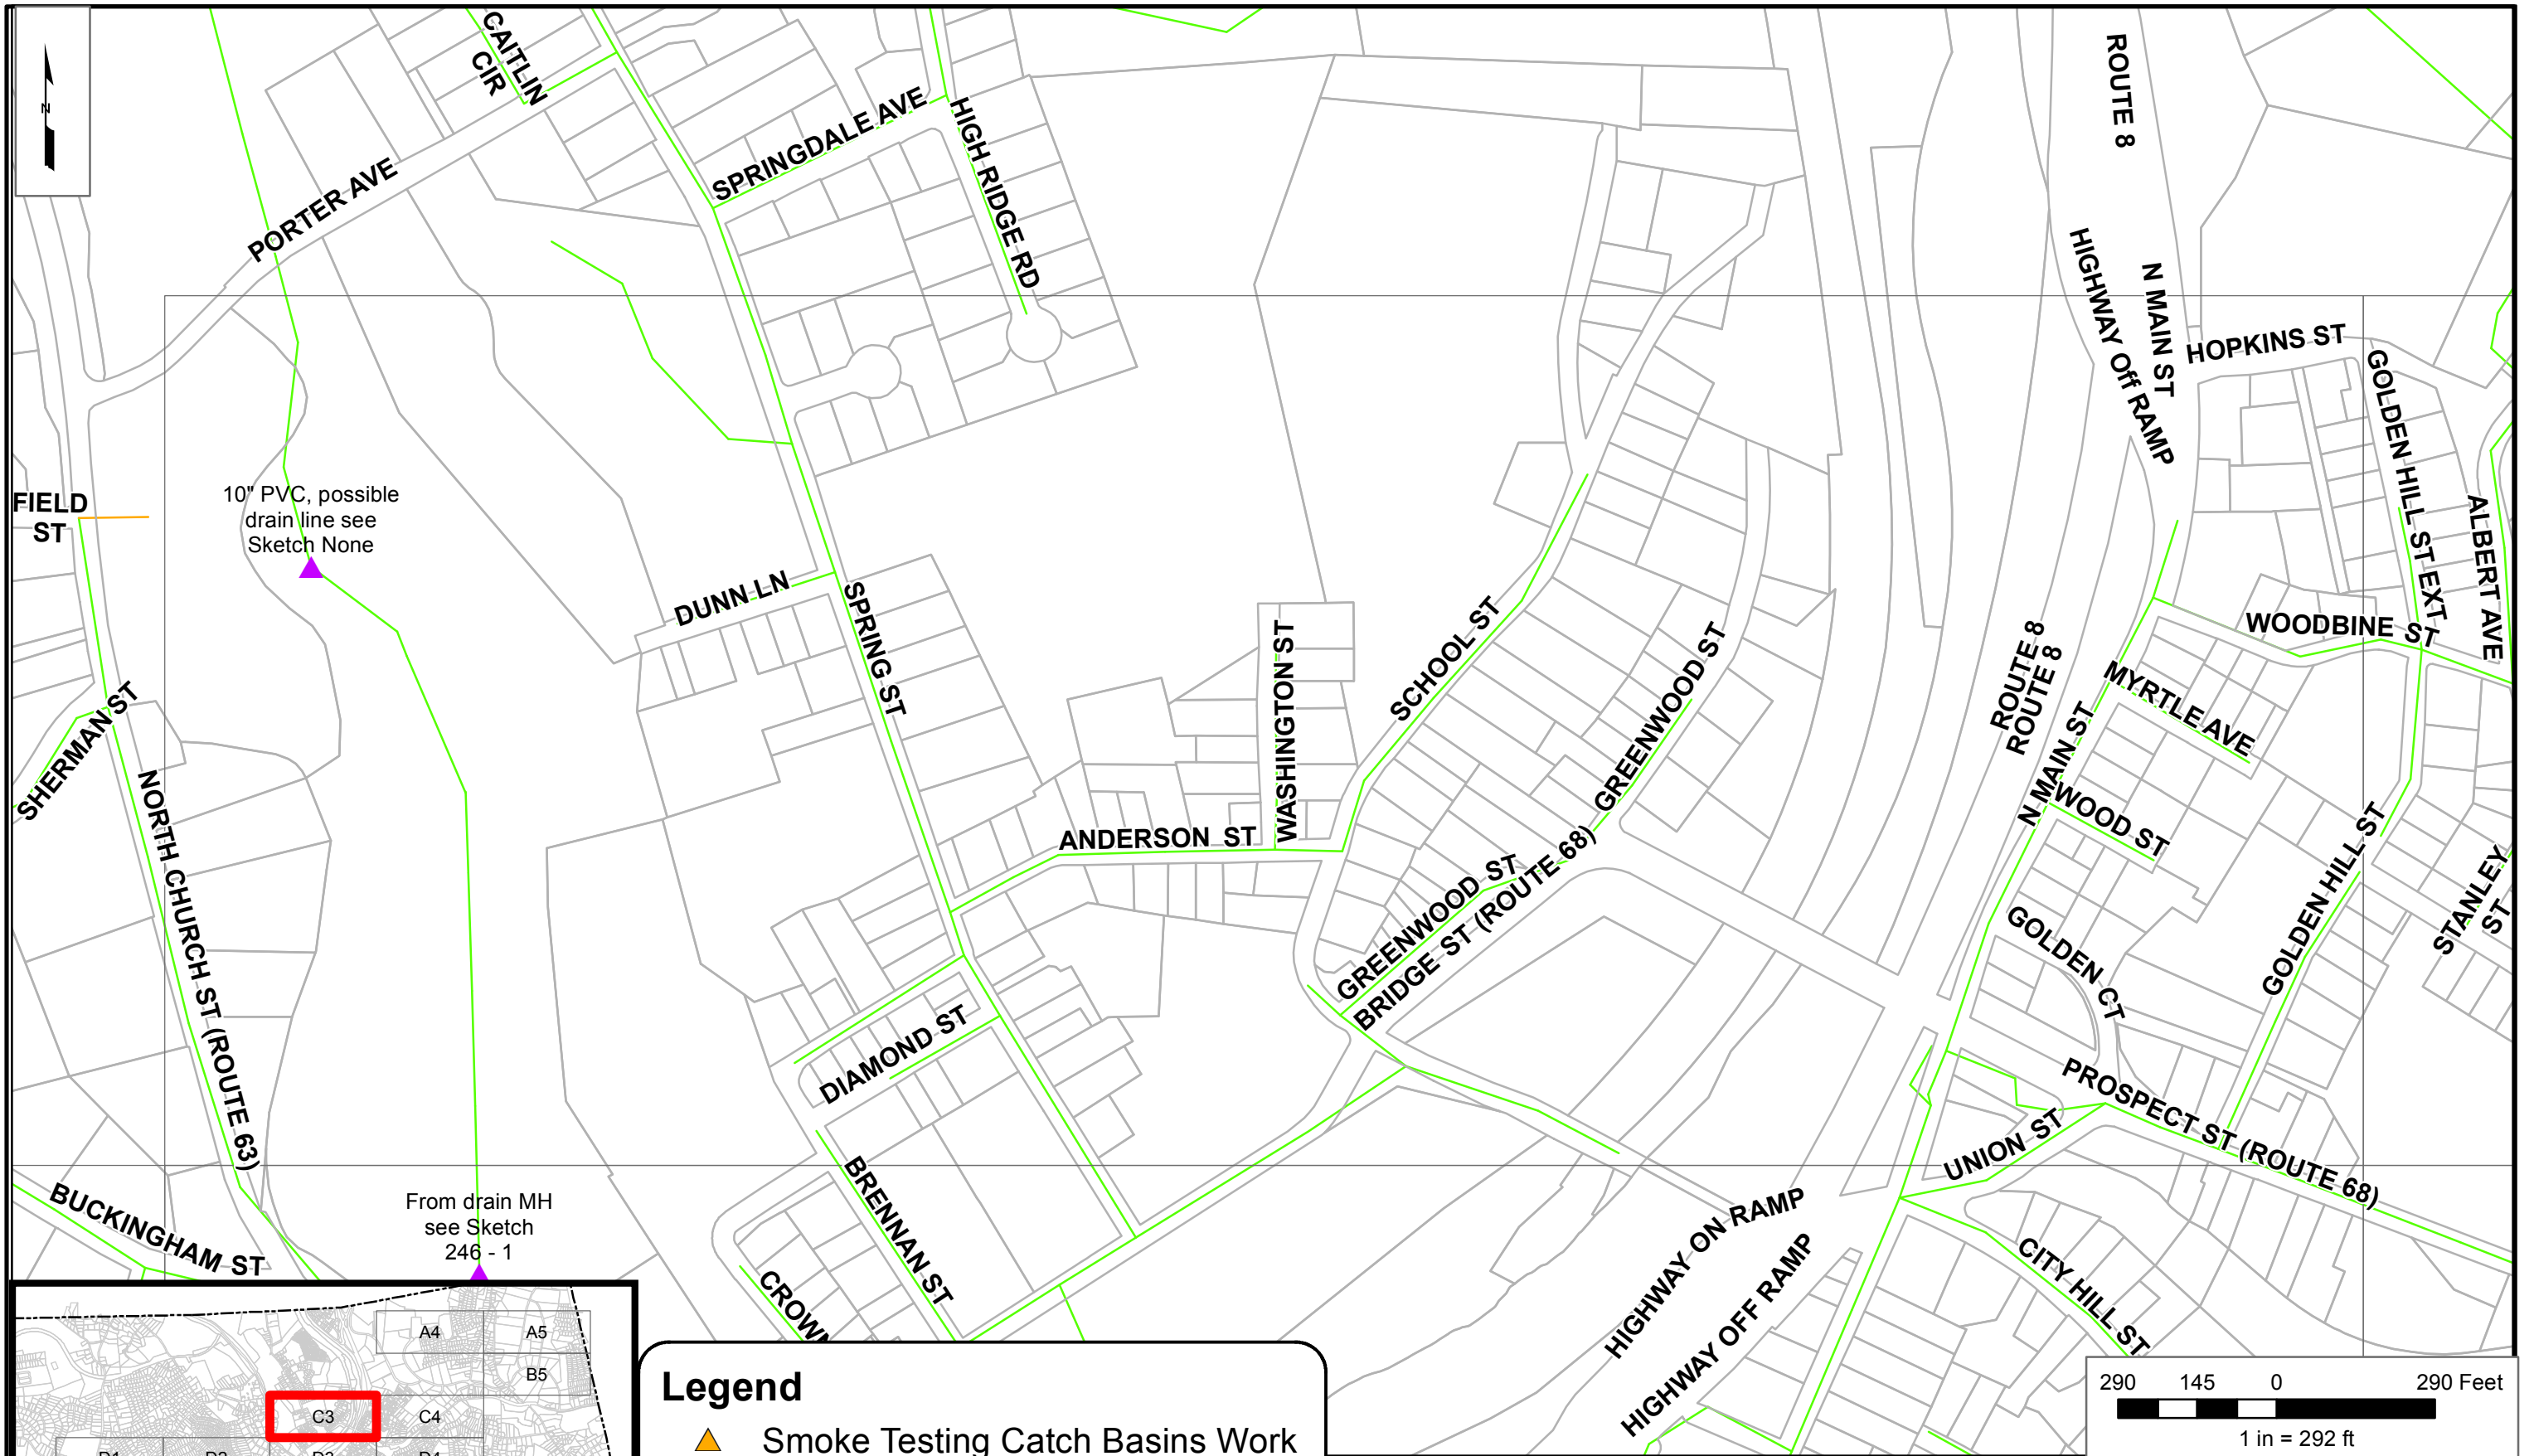 CAITLIN
CIR
ROUTE 8
N
SPRINGDALE AVE
HIGH RIDGE RD
PORTER AVE
HIGHWAY Off RAMP
N MAIN ST
HOPKINS ST
GOLDEN HILL ST EXT
FIELD
ST
10" PVC, possible
drain line see
Sketch None
ALBERT AVE
DUNN LN
SPRING ST
WASHINGTON ST
SCHOOL ST
GREENWOOD ST
ROUTE 8
ROUTE 8
WOODBINE ST
MYRTLE AVE
SHERMAN ST
N MAIN ST
WOOD ST
NORTH CHURCH ST (ROUTE 63)
ANDERSON ST
GREENWOOD ST
BRIDGE ST (ROUTE 68)
GOLDEN HILL ST
STANLEY
ST
GOLDEN CT
DIAMOND ST
PROSPECT ST (ROUTE 68)
UNION ST
BUCKINGHAM ST
From drain MH
see Sketch
246 - 1
BRENNAN ST
CROWN
HIGHWAY ON RAMP
HIGHWAY OFF RAMP
CITY HILL ST
A4
A5
B5
C3
C4
Legend
Smoke Testing Catch Basins Work
290 145 0 290 Feet
1 in = 292 ft